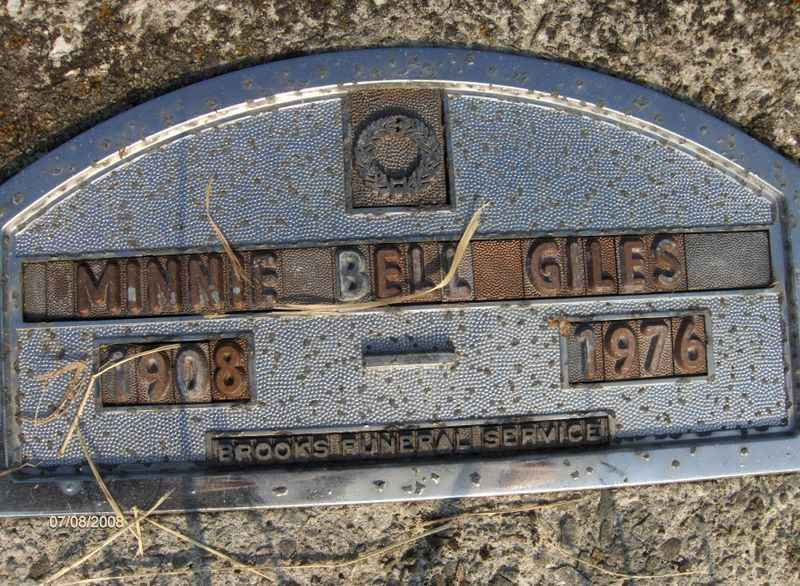 MINNIE BELL GILES
1908 - 1976
BROOKS FUNERAL SERVICE
07/08/2008